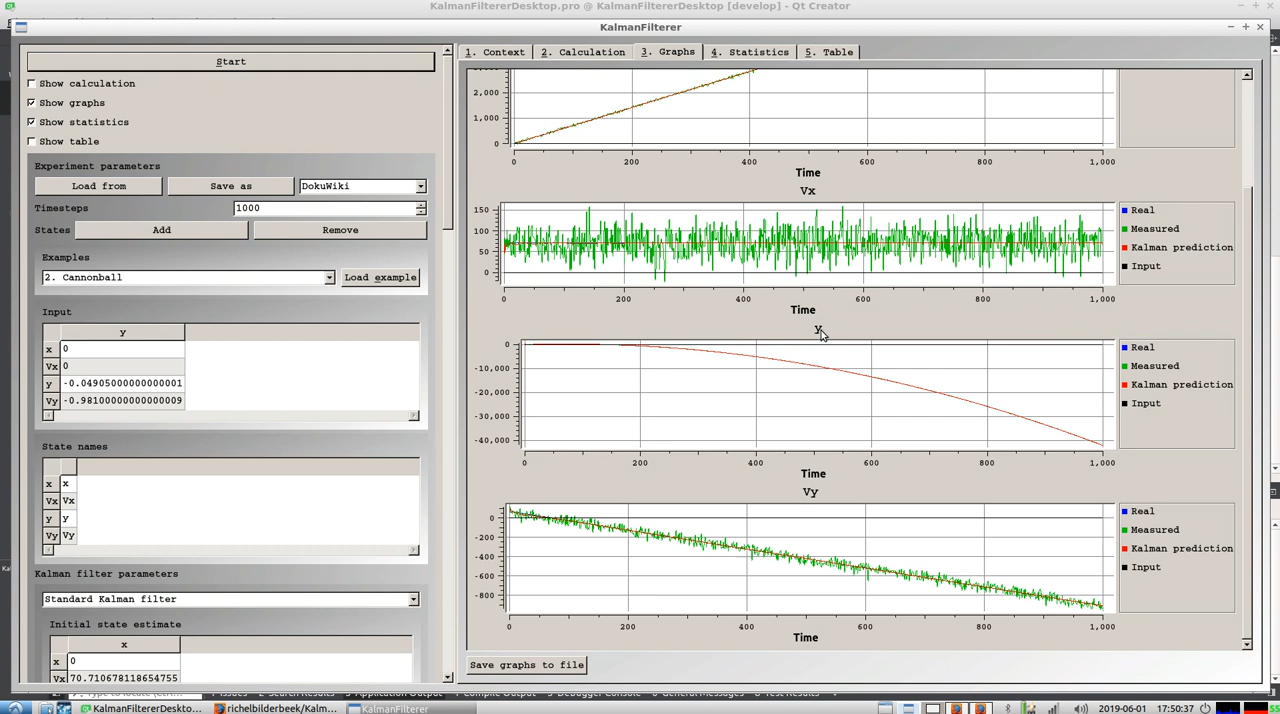 KalmanFiltererDesktop.pro @ KalmanFiltererDesktop [develop] - Qt Creator
KalmanFilterer
Start
Show calculation
Show graphs
Show statistics
Show table
Experiment parameters
Load from Save as DokuWiki
Timesteps 1000
States Add Remove
Examples
2. Cannonball Load example
Input
y
x 0
Vx 0
y -0.04905000000000001
Vy -0.98100000000000009
State names
x x
Vx Vx
y y
Vy Vy
Kalman filter parameters
Standard Kalman filter
Initial state estimate
x
x 0
Vx 70.710678118654755
1. Context 2. Calculation 3. Graphs 4. Statistics 5. Table
2,000
1,000
0
0 200 400 600 800 1,000
Time
Vx
150
100
50
0
0 200 400 600 800 1,000
Time
Real
Measured
Kalman prediction
Input
y
0
-10,000
-20,000
-30,000
-40,000
0 200 400 600 800 1,000
Time
Real
Measured
Kalman prediction
Input
Vy
0
-200
-400
-600
-800
0 200 400 600 800 1,000
Time
Real
Measured
Kalman prediction
Input
Save graphs to file
KalmanFiltererDeskto... richelbilderbeek/Kalm... KalmanFilterer
2019-06-01 17:50:37